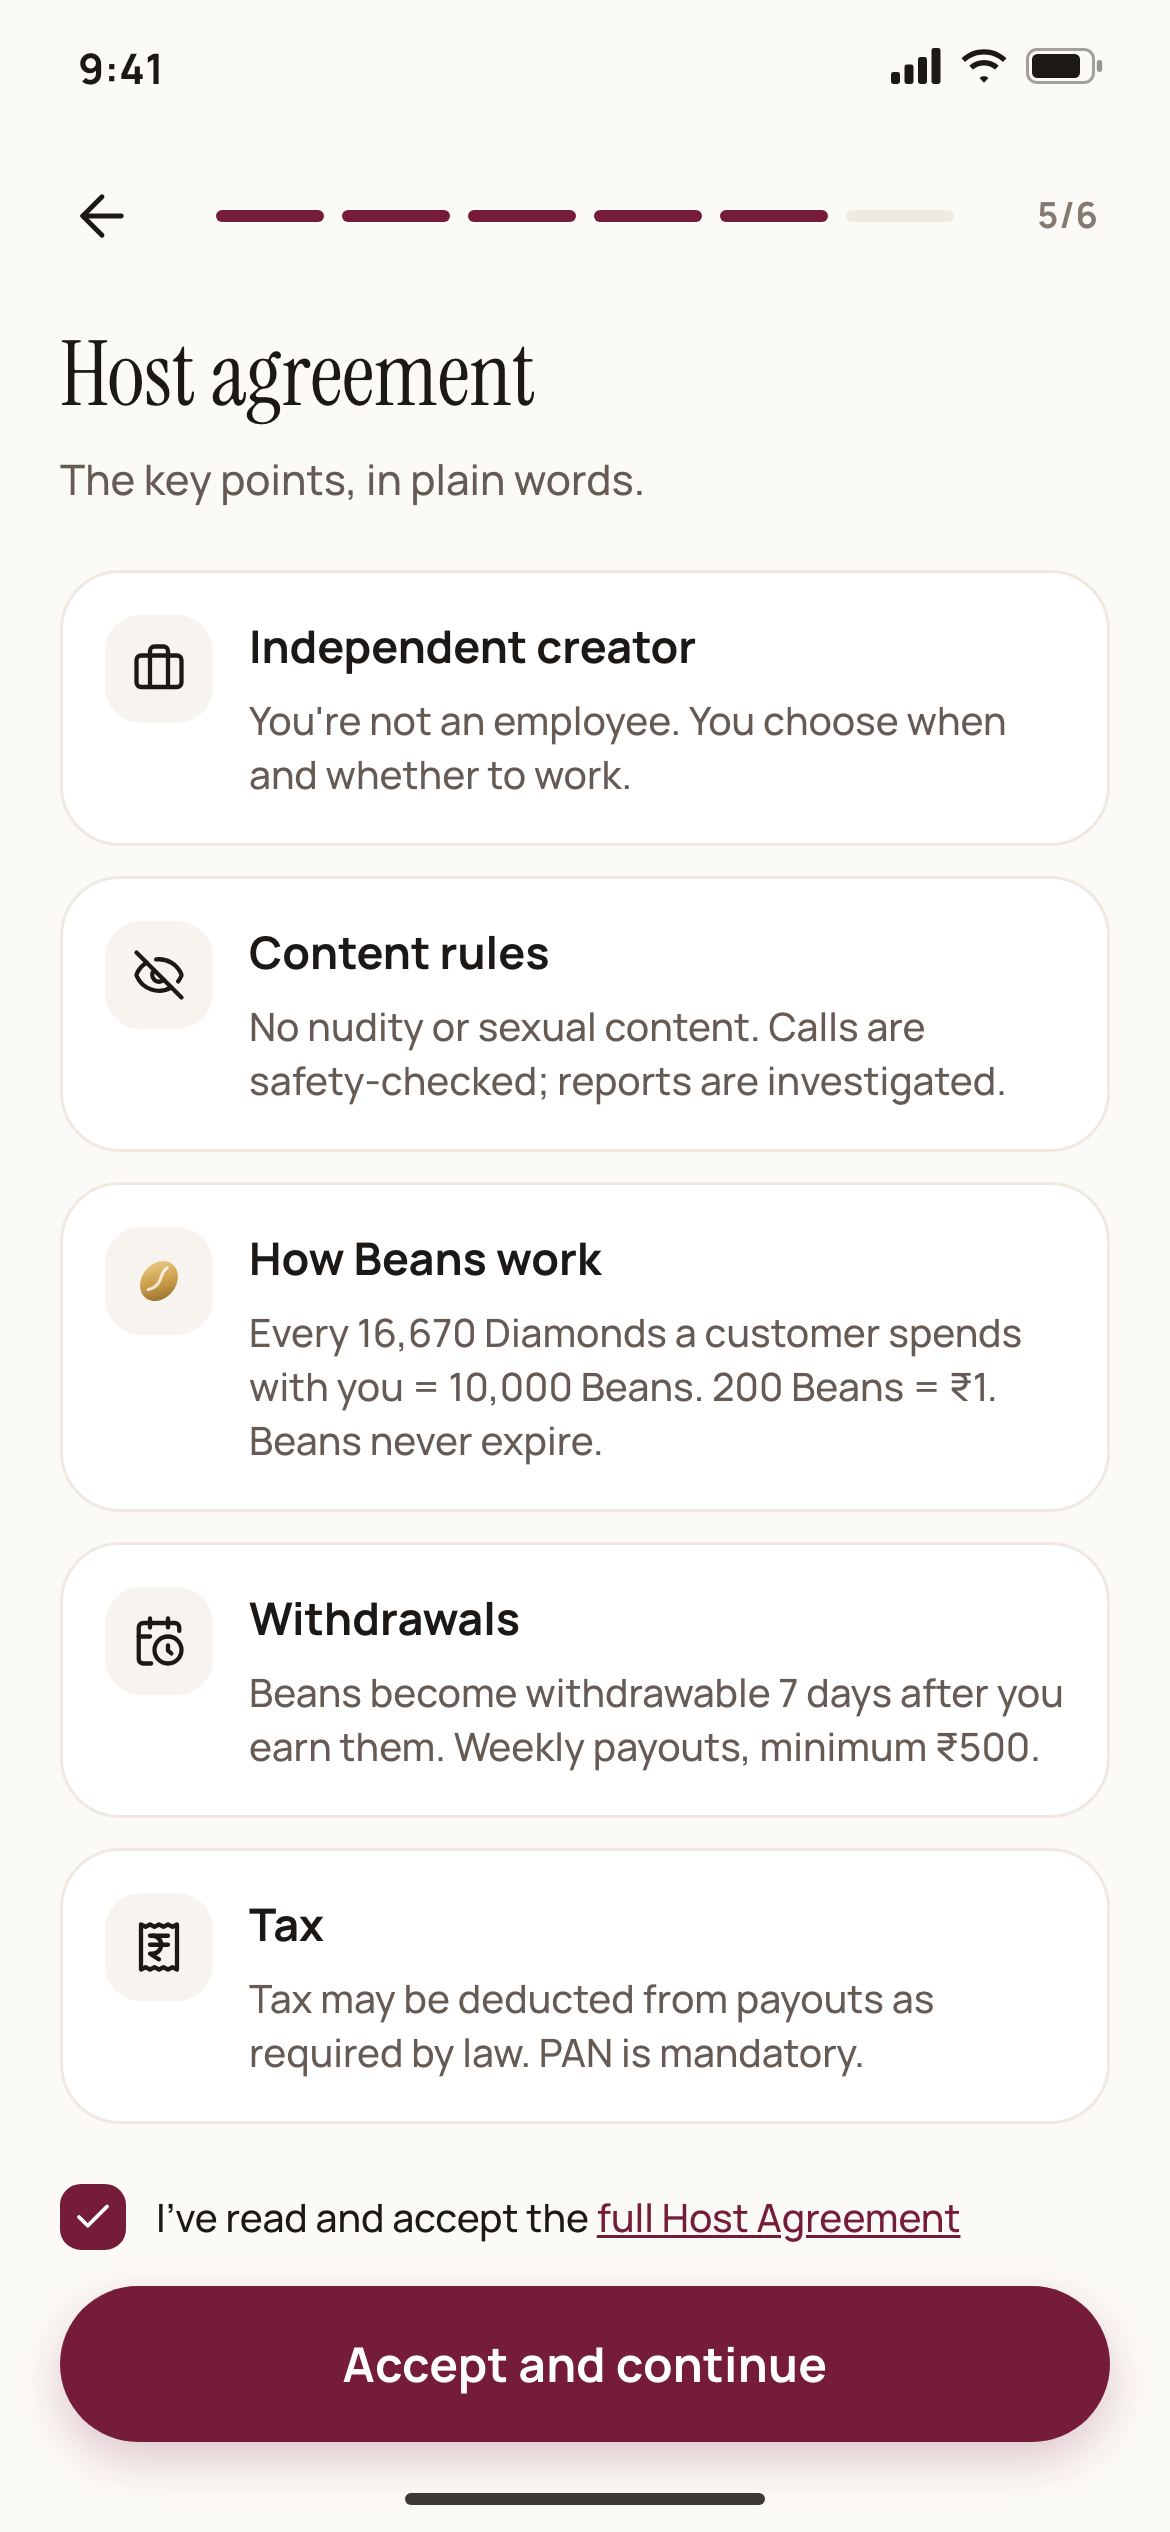 9:41
5/6
Host agreement
The key points, in plain words.
Independent creator
You're not an employee. You choose when
and whether to work.
Content rules
No nudity or sexual content. Calls are
safety-checked; reports are investigated.
How Beans work
Every 16,670 Diamonds a customer spends
with you = 10,000 Beans. 200 Beans = ₹1.
Beans never expire.
Withdrawals
Beans become withdrawable 7 days after you
earn them. Weekly payouts, minimum ₹500.
Tax
Tax may be deducted from payouts as
required by law. PAN is mandatory.
I’ve read and accept the full Host Agreement
Accept and continue